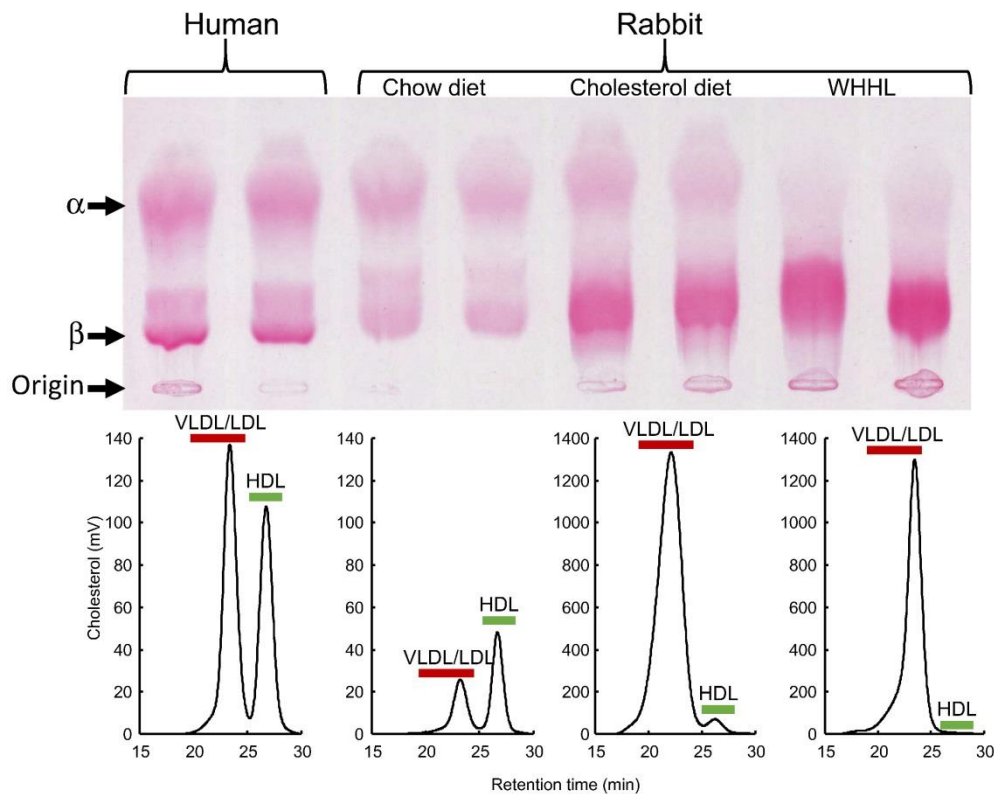 Human Rabbit
Chow diet Cholesterol diet WHHL
α
β
Origin
VLDL/LDL HDL
VLDL/LDL HDL
VLDL/LDL HDL
VLDL/LDL HDL
Cholesterol (mV)
140 120 100 80 60 40 20 0
15 20 25 30
140 120 100 80 60 40 20 0
15 20 25 30
1400 1200 1000 800 600 400 200 0
15 20 25 30
1400 1200 1000 800 600 400 200 0
15 20 25 30
Retention time (min)